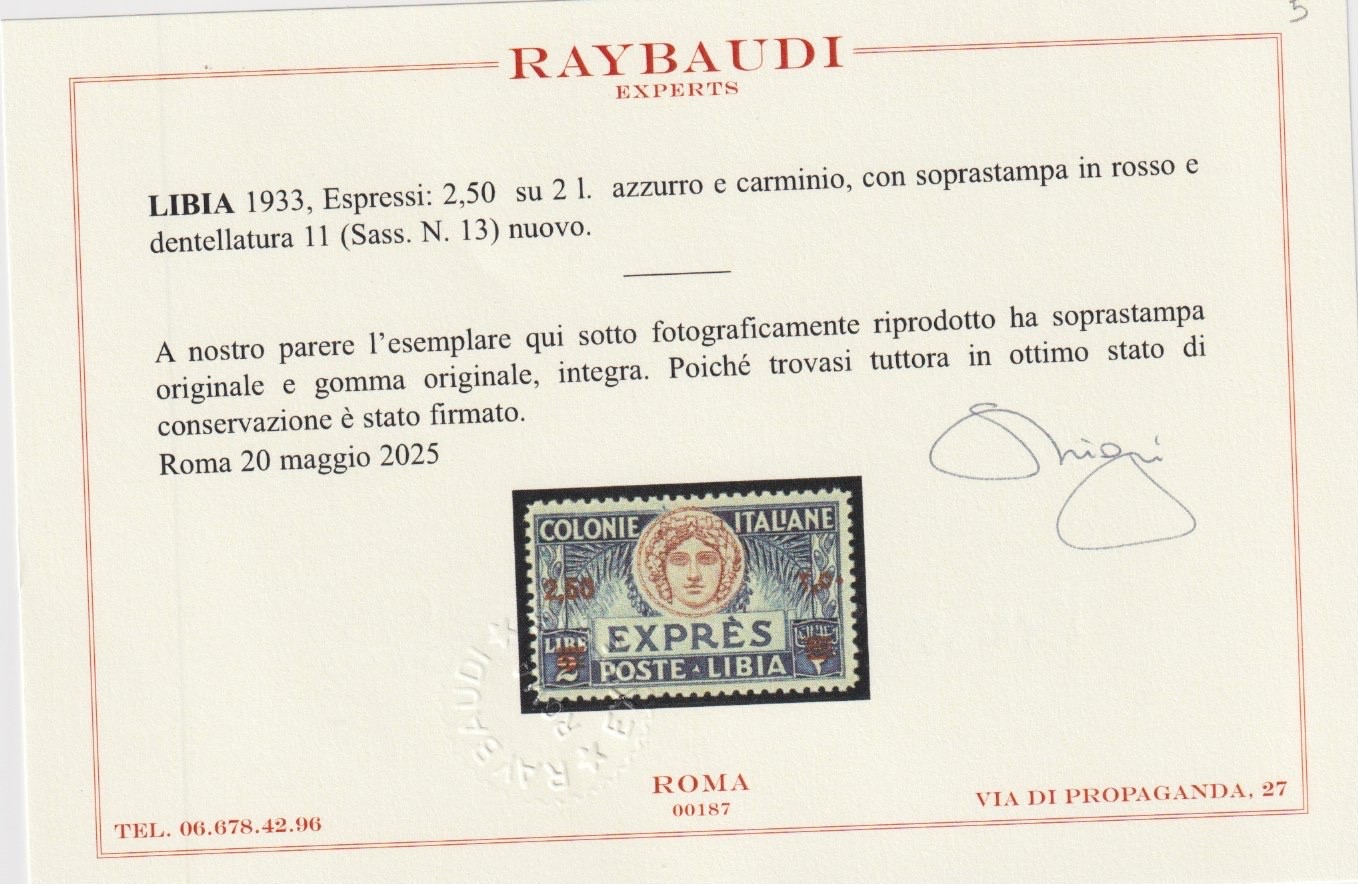 5
RAYBAUDI
EXPERTS
LIBIA 1933, Espressi: 2,50 su 2 l. azzurro e carminio, con soprastampa in rosso e
dentellatura 11 (Sass. N. 13) nuovo.
A nostro parere l'esemplare qui sotto fotograficamente riprodotto ha soprastampa
originale e gomma originale, integra. Poiché trovasi tuttora in ottimo stato di
conservazione è stato firmato.
Roma 20 maggio 2025
COLONIE ITALIANE
2,50
LIRE EXPRÈS
2 POSTE LIBIA ٢
RAYBAUDI
ROMA
00187
TEL. 06.678.42.96
VIA DI PROPAGANDA, 27